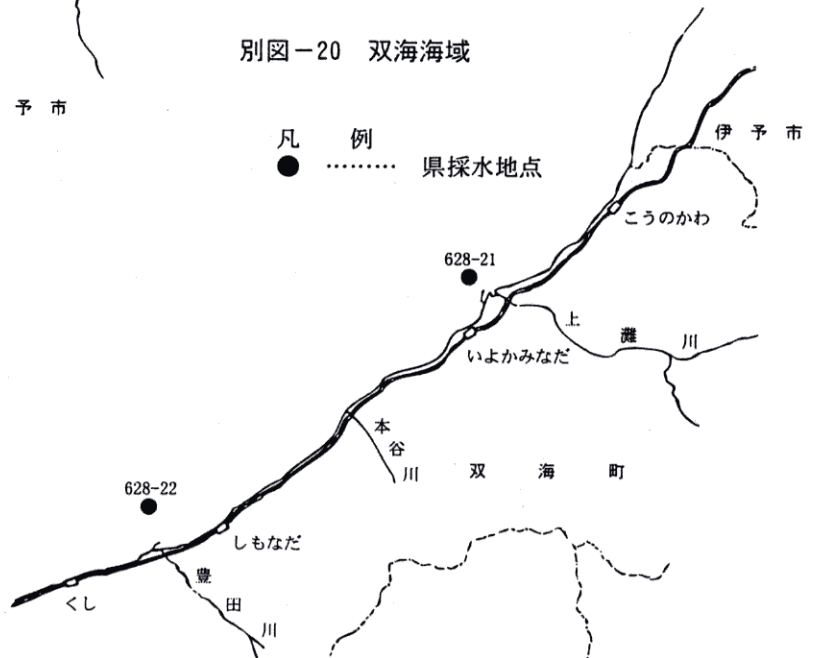 別図-20 双海海域
予市
凡例
●‥‥‥‥‥県採水地点
伊予市
こうのかわ
628-21
上灘川
いよかみなだ
本谷川
双海町
628-22
しもなだ
豊田川
くし